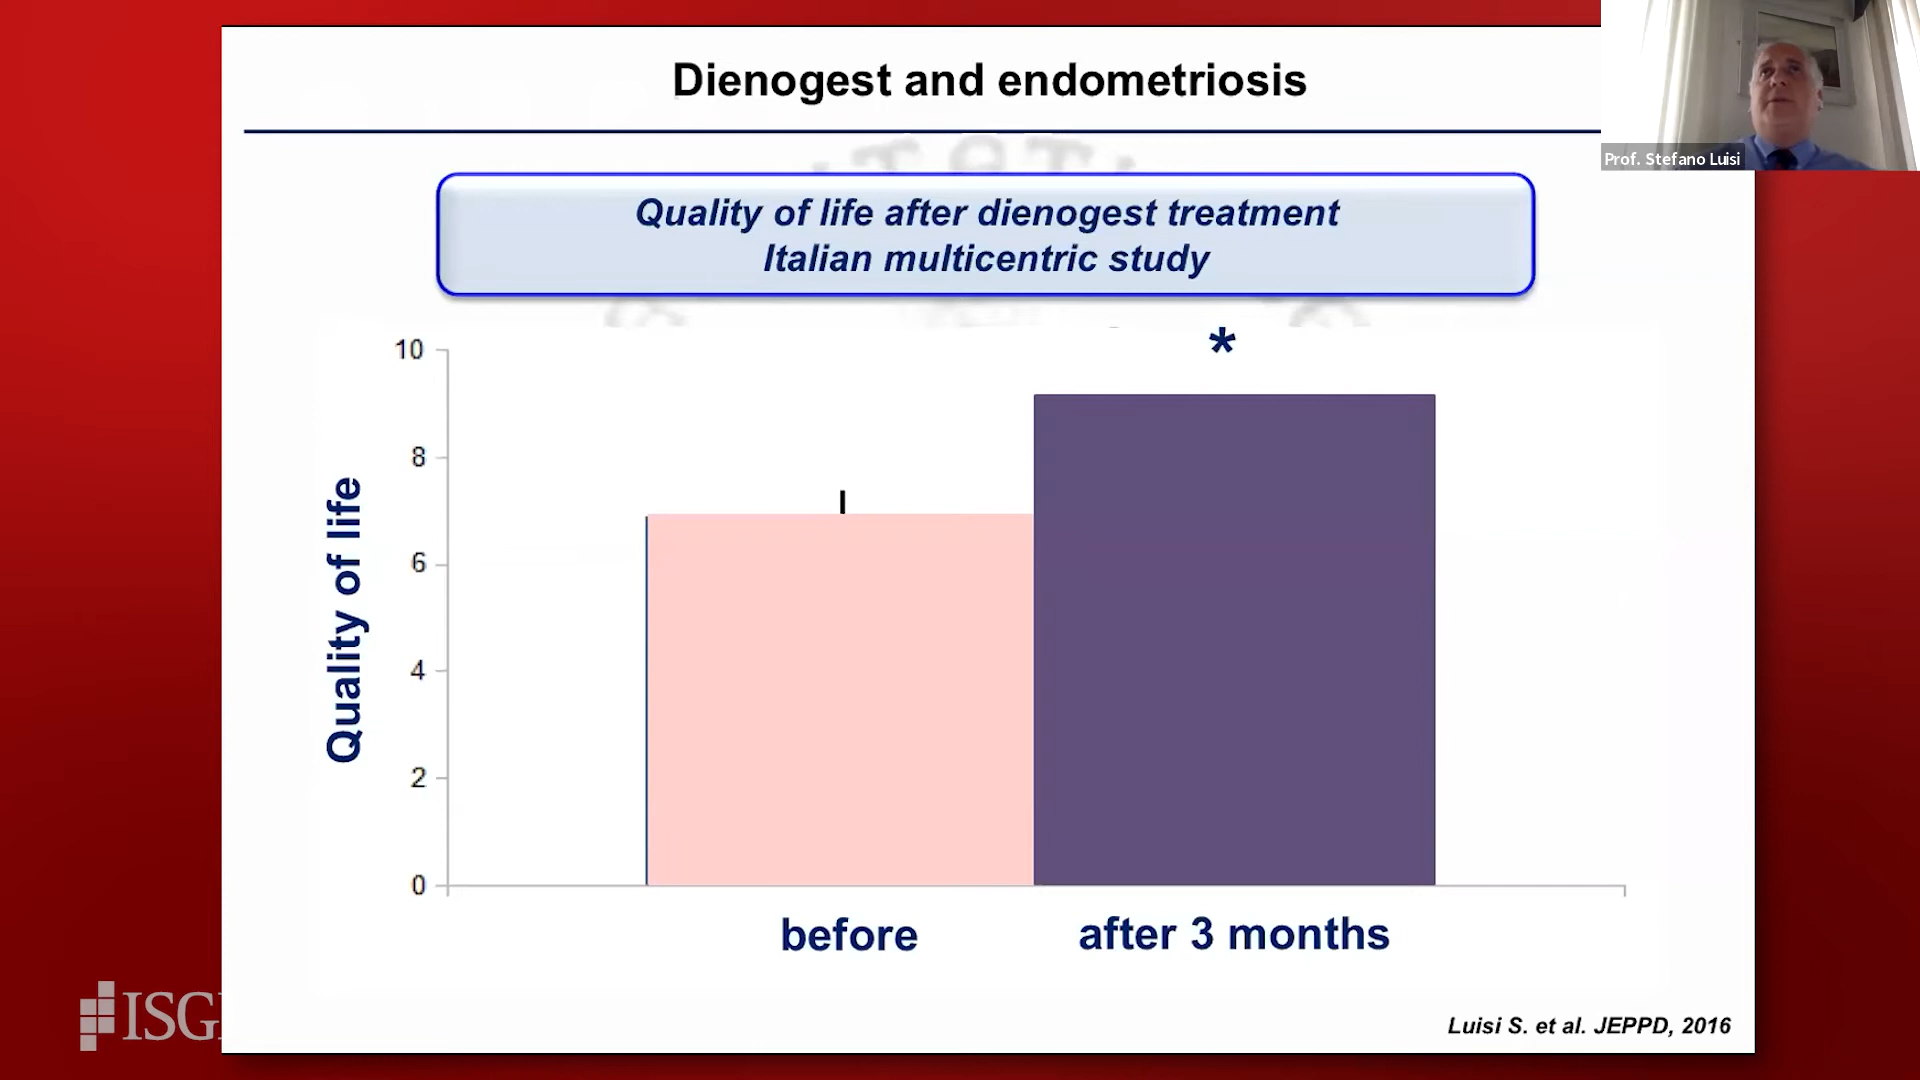 Dienogest and endometriosis
Prof. Stefano Luisi
Quality of life after dienogest treatment
Italian multicentric study
*
10
8
6
4
2
0
Quality of life
before
after 3 months
Luisi S. et al. JEPPD, 2016